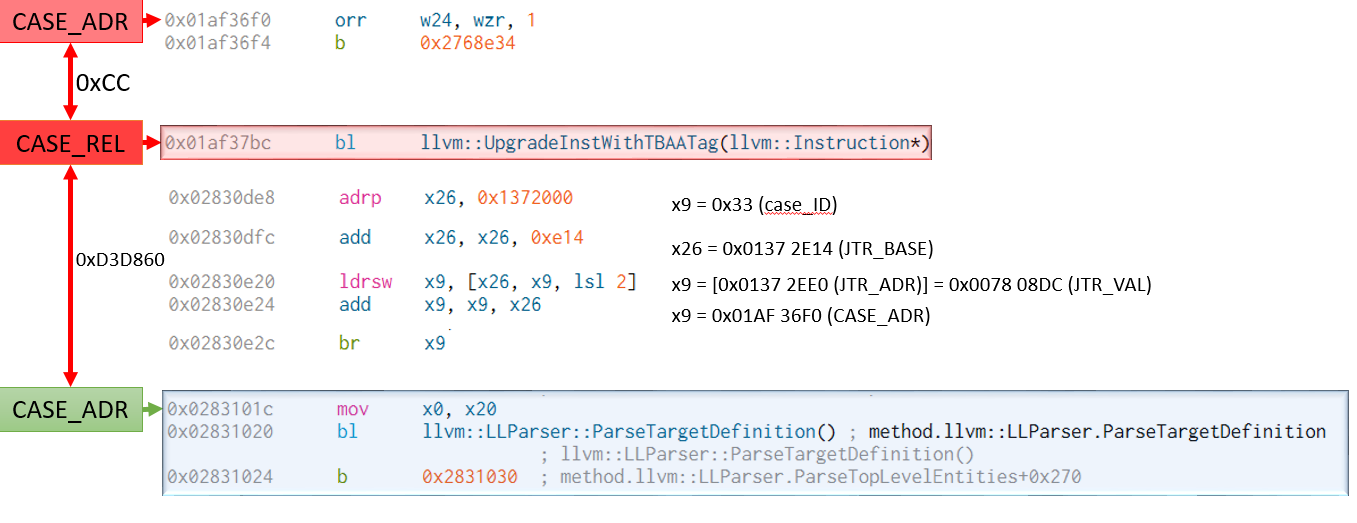 CASE_ADR 0x01af36f0 orr w24, wzr, 1
0x01af36f4 b 0x2768e34
0xCC
CASE_REL 0x01af37bc bl llvm::UpgradeInstWithTBAATag(llvm::Instruction*)
0x02830de8 adrp x26, 0x1372000 x9 = 0x33 (case_ID)
0x02830dfc add x26, x26, 0xe14 x26 = 0x0137 2E14 (JTR_BASE)
0xD3D860
0x02830e20 ldrsw x9, [x26, x9, lsl 2] x9 = [0x0137 2EE0 (JTR_ADR)] = 0x0078 08DC (JTR_VAL)
0x02830e24 add x9, x9, x26 x9 = 0x01AF 36F0 (CASE_ADR)
0x02830e2c br x9
CASE_ADR 0x0283101c mov x0, x20
0x02831020 bl llvm::LLParser::ParseTargetDefinition() ; method.llvm::LLParser.ParseTargetDefinition
; llvm::LLParser::ParseTargetDefinition()
0x02831024 b 0x2831030 ; method.llvm::LLParser.ParseTopLevelEntities+0x270